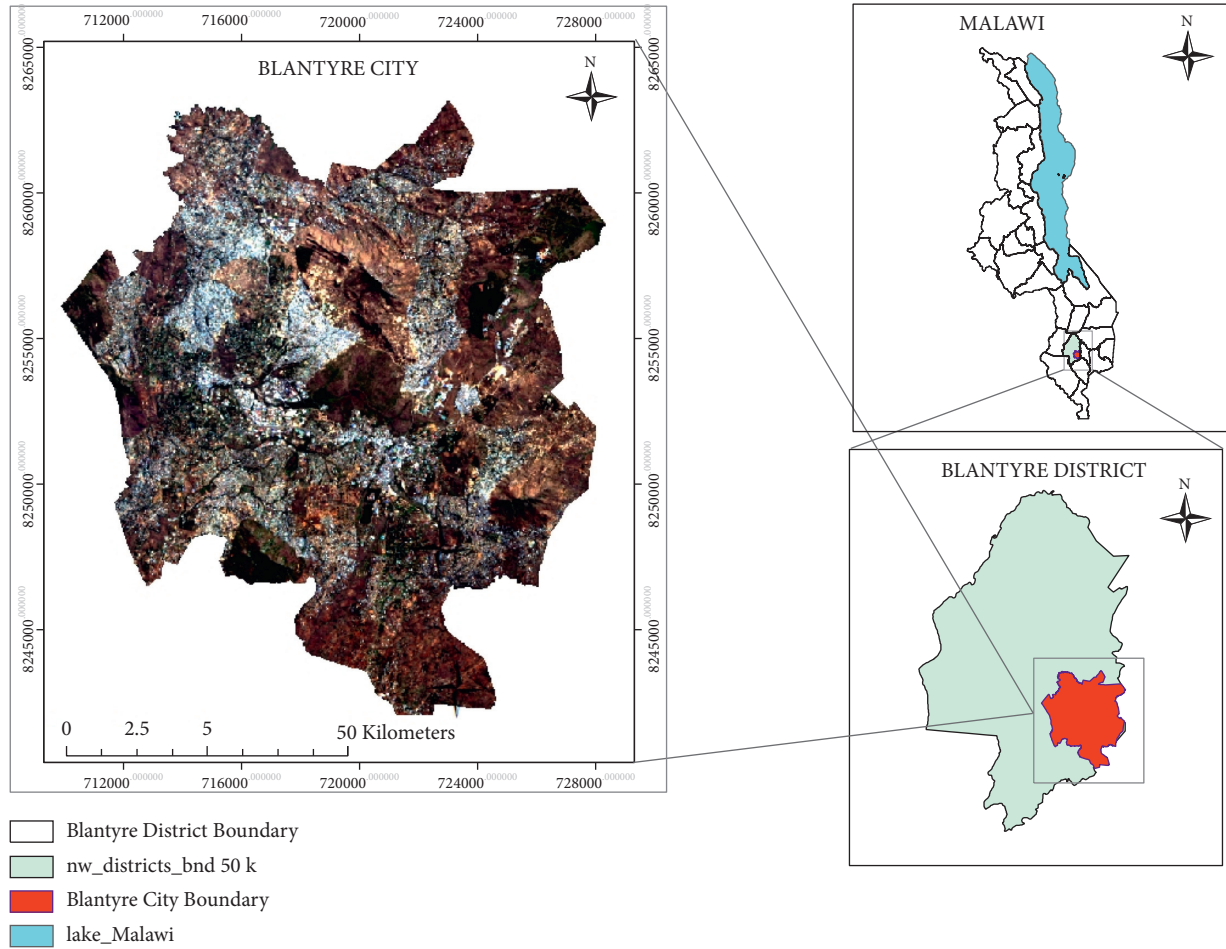 712000.000000 716000.000000 720000.000000 724000.000000 728000.000000
BLANTYRE CITY
N
8265000.000000
8260000.000000
8255000.000000
8250000.000000
8245000.000000
8265000.000000
8260000.000000
8255000.000000
8250000.000000
8245000.000000
0 2.5 5 50 Kilometers
712000.000000 716000.000000 720000.000000 724000.000000 728000.000000
MALAWI
N
BLANTYRE DISTRICT
N
Blantyre District Boundary
nw_districts_bnd 50 k
Blantyre City Boundary
lake_Malawi